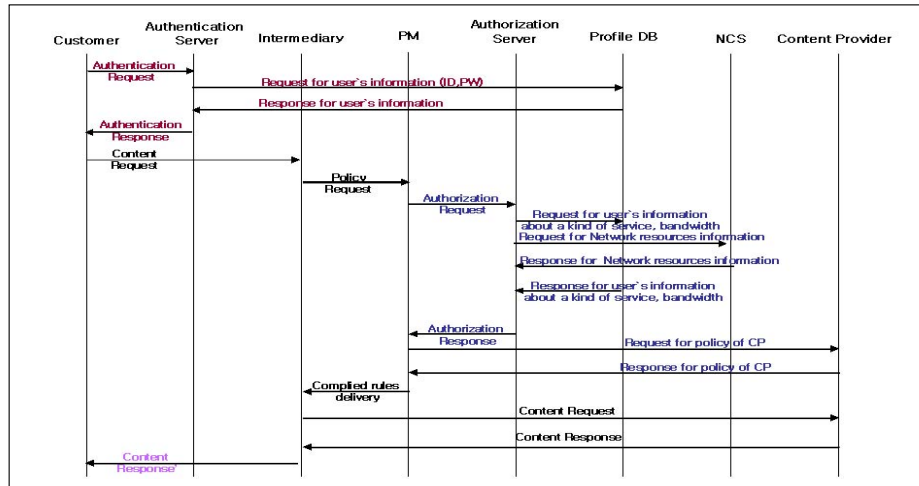 Customer
Authentication
Server
Intermediary
PM
Authorization
Server
Profile DB
NCS
Content Provider
Authentication
Request
Request for user`s information (ID,PW)
Response for user`s information
Authentication
Response
Content
Request
Policy
Request
Authorization
Request
Request for user`s information
about a kind of service, bandwidth
Request for Network resources information
Response for Network resources information
Response for user`s information
about a kind of service, bandwidth
Authorization
Response
Request for policy of CP
Response for policy of CP
Complied rules
delivery
Content Request
Content Response
Content
Response'